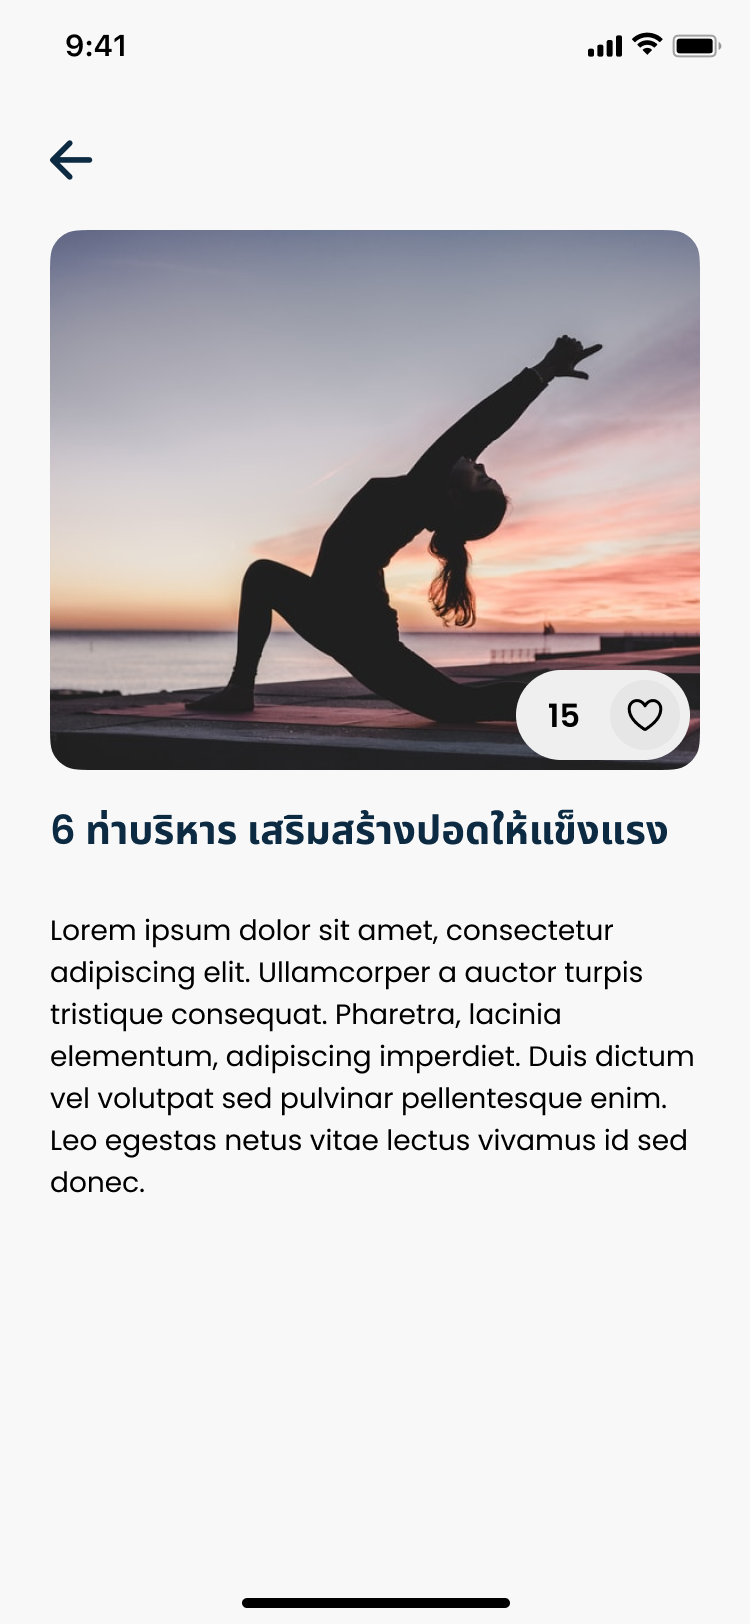 9:41
15
6 ท่าบริหาร เสริมสร้างปอดให้แข็งแรง
Lorem ipsum dolor sit amet, consectetur
adipiscing elit. Ullamcorper a auctor turpis
tristique consequat. Pharetra, lacinia
elementum, adipiscing imperdiet. Duis dictum
vel volutpat sed pulvinar pellentesque enim.
Leo egestas netus vitae lectus vivamus id sed
donec.